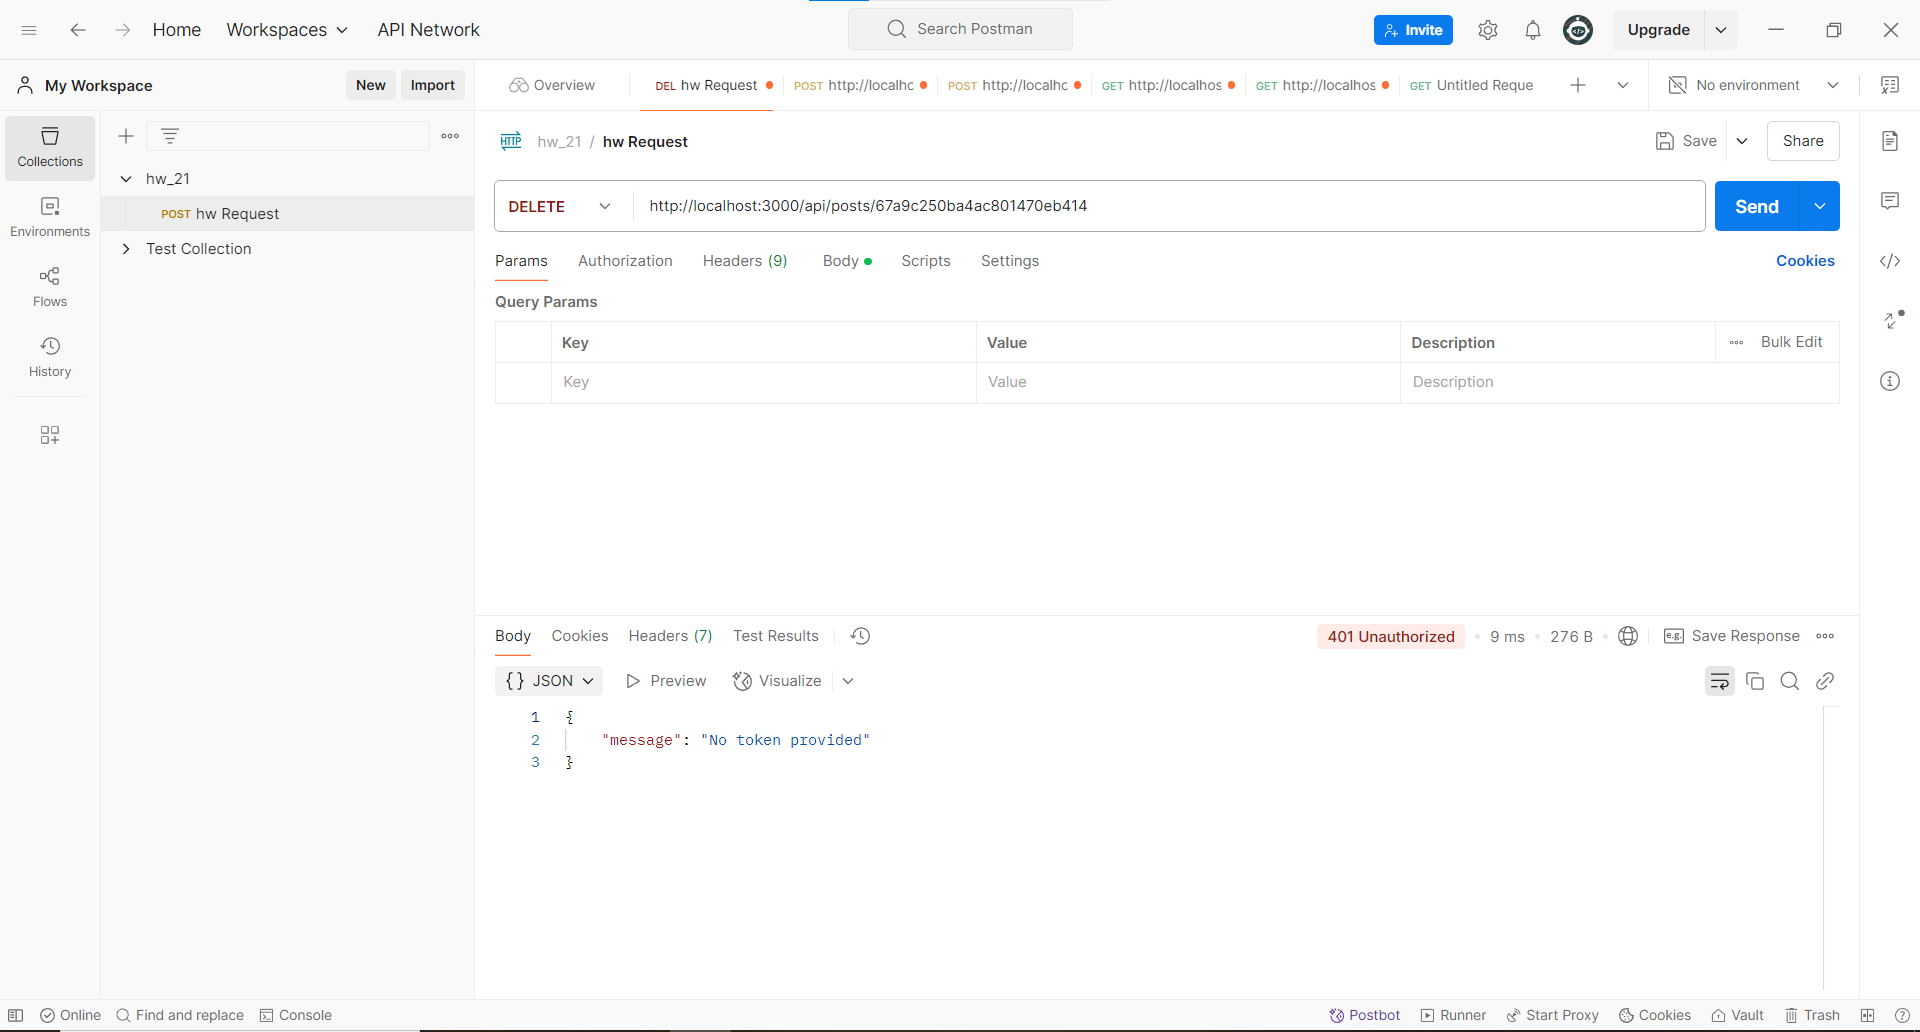 Home Workspaces API Network Search Postman Invite Upgrade
My Workspace New Import Overview DEL hw Request POST http://localhc POST http://localhc GET http://localhos GET http://localhos GET Untitled Reque No environment
Collections
Environments
Flows
History
hw_21
POST hw Request
Test Collection
HTTP hw_21 / hw Request Save Share
DELETE http://localhost:3000/api/posts/67a9c250ba4ac801470eb414 Send
Params Authorization Headers (9) Body Scripts Settings Cookies
Query Params
Key Value Description Bulk Edit
Key Value Description
Body Cookies Headers (7) Test Results 401 Unauthorized 9 ms 276 B e.g. Save Response
{} JSON Preview Visualize
1 {
2 "message": "No token provided"
3 }
Online Find and replace Console Postbot Runner Start Proxy Cookies Vault Trash